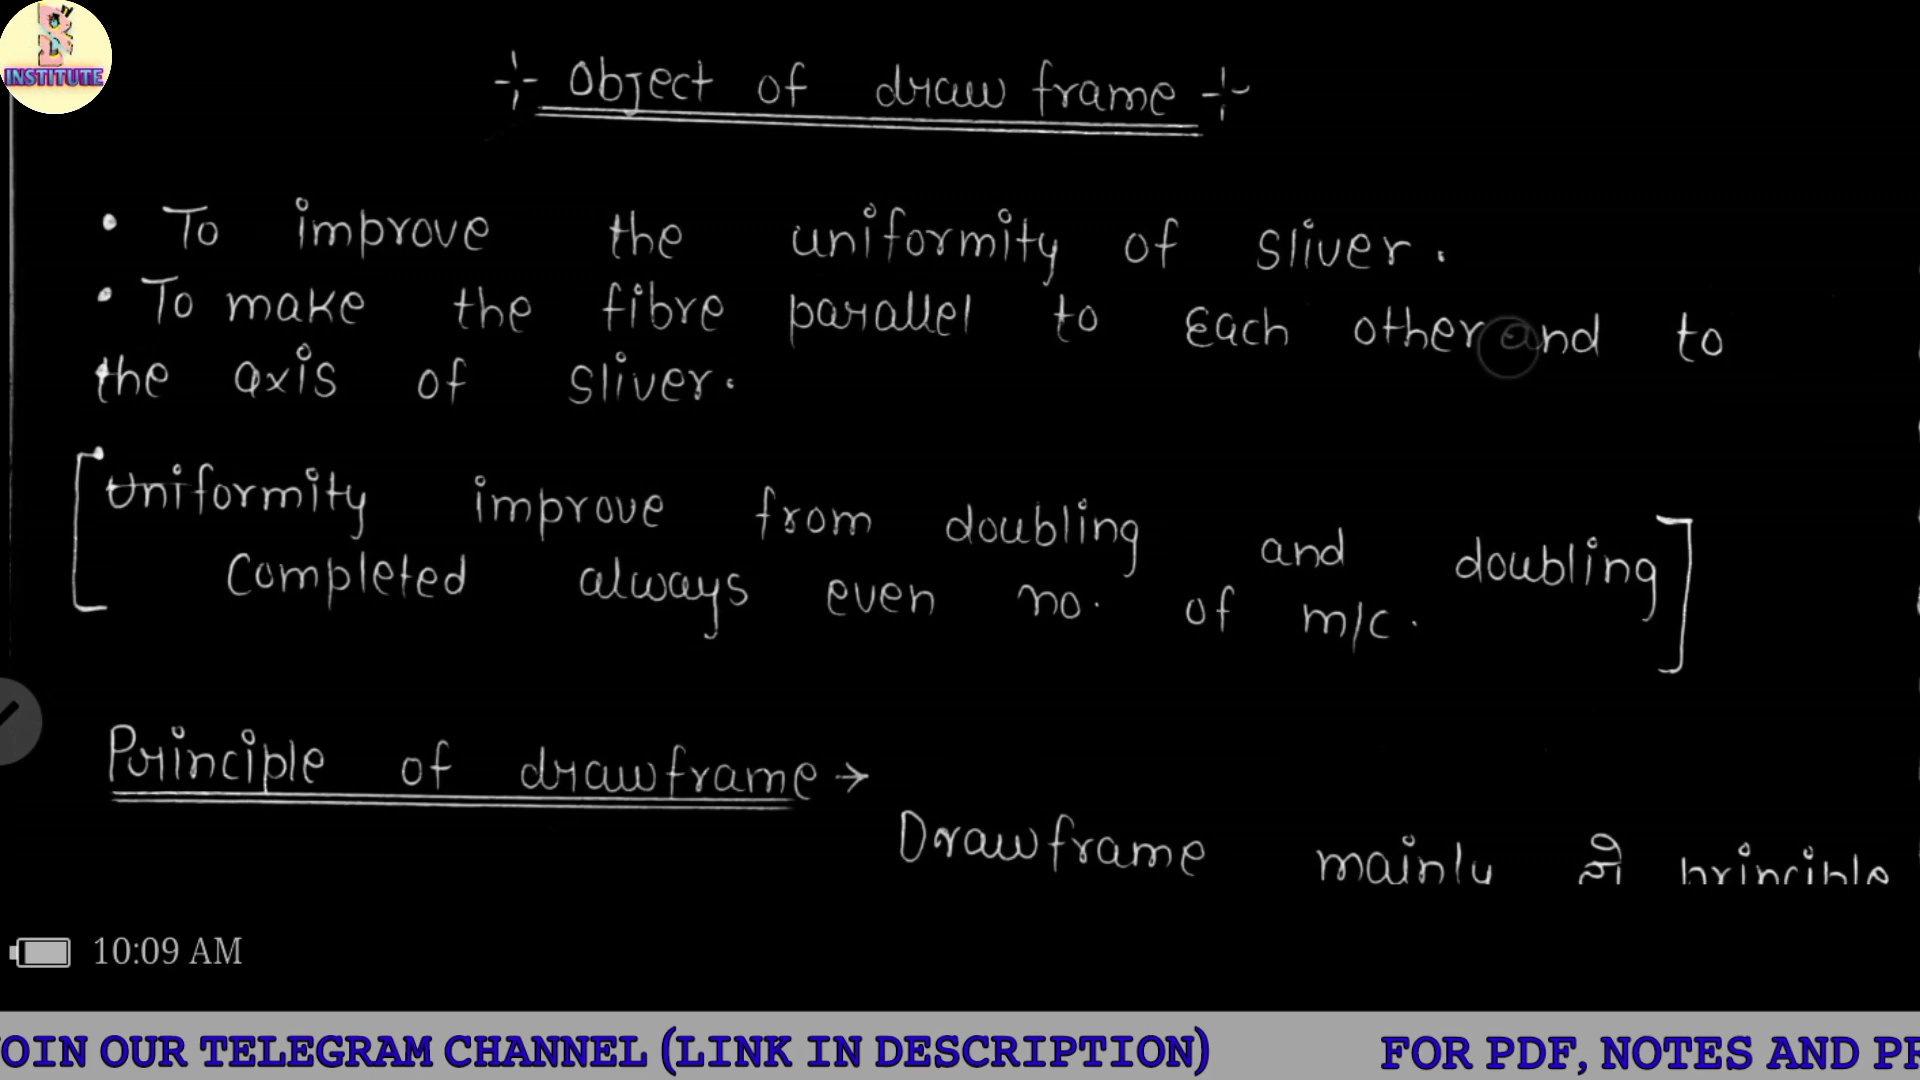 INSTITUTE
Object of draw frame
• To improve the uniformity of sliver.
• To make the fibre parallel to Each other and to
the axis of sliver.
[Uniformity improve from doubling and doubling
Completed always even no. of m/c.]
Principle of drawframe →
Drawframe mainly principle
10:09 AM
OIN OUR TELEGRAM CHANNEL (LINK IN DESCRIPTION) FOR PDF, NOTES AND PR